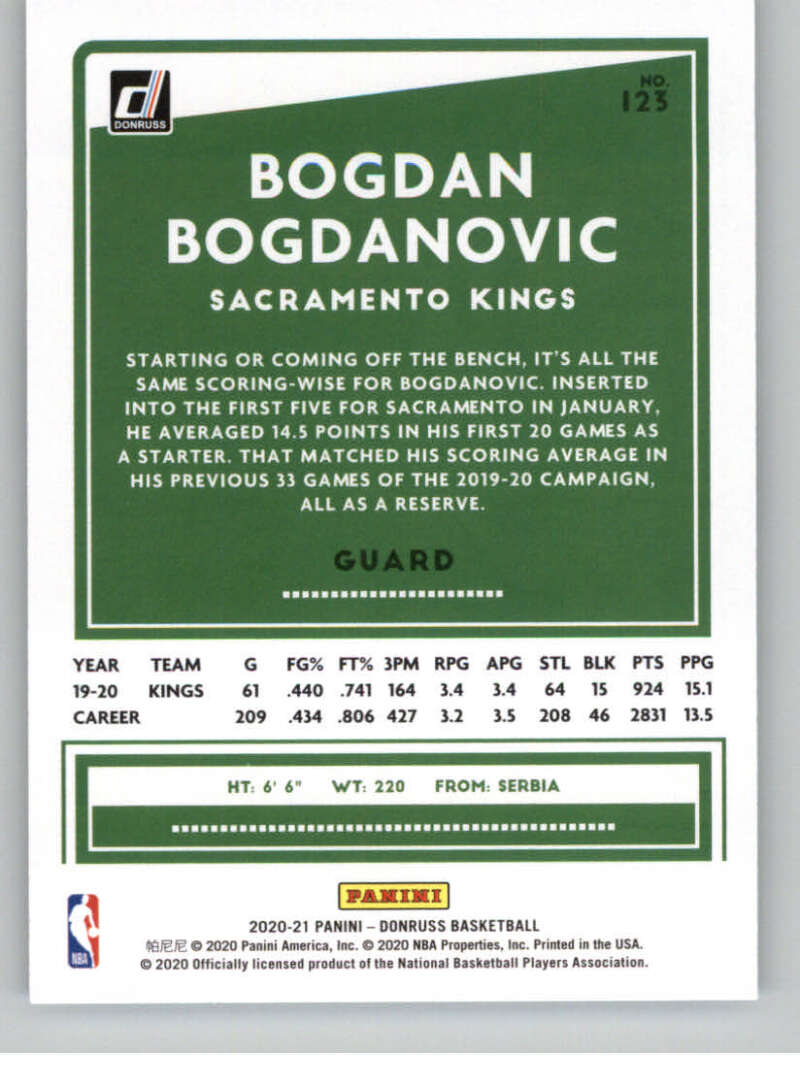 DONRUSS
NO.
123
BOGDAN
BOGDANOVIC
SACRAMENTO KINGS
STARTING OR COMING OFF THE BENCH, IT'S ALL THE
SAME SCORING-WISE FOR BOGDANOVIC. INSERTED
INTO THE FIRST FIVE FOR SACRAMENTO IN JANUARY,
HE AVERAGED 14.5 POINTS IN HIS FIRST 20 GAMES AS
A STARTER. THAT MATCHED HIS SCORING AVERAGE IN
HIS PREVIOUS 33 GAMES OF THE 2019-20 CAMPAIGN,
ALL AS A RESERVE.
GUARD
YEAR TEAM G FG% FT% 3PM RPG APG STL BLK PTS PPG
19-20 KINGS 61 .440 .741 164 3.4 3.4 64 15 924 15.1
CAREER 209 .434 .806 427 3.2 3.5 208 46 2831 13.5
HT: 6' 6" WT: 220 FROM: SERBIA
PANINI
2020-21 PANINI – DONRUSS BASKETBALL
帕尼尼 © 2020 Panini America, Inc. © 2020 NBA Properties, Inc. Printed in the USA.
© 2020 Officially licensed product of the National Basketball Players Association.
NBA